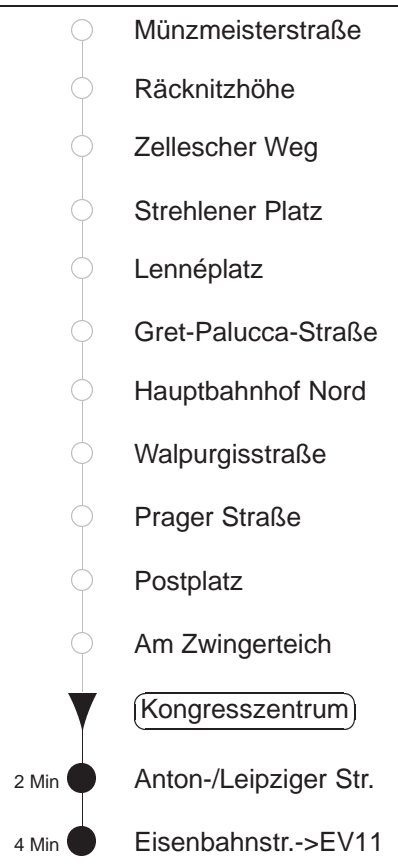 Münzmeisterstraße
Räcknitzhöhe
Zellescher Weg
Strehlener Platz
Lennéplatz
Gret-Palucca-Straße
Hauptbahnhof Nord
Walpurgisstraße
Prager Straße
Postplatz
Am Zwingerteich
Kongresszentrum
2 Min Anton-/Leipziger Str.
4 Min Eisenbahnstr.->EV11